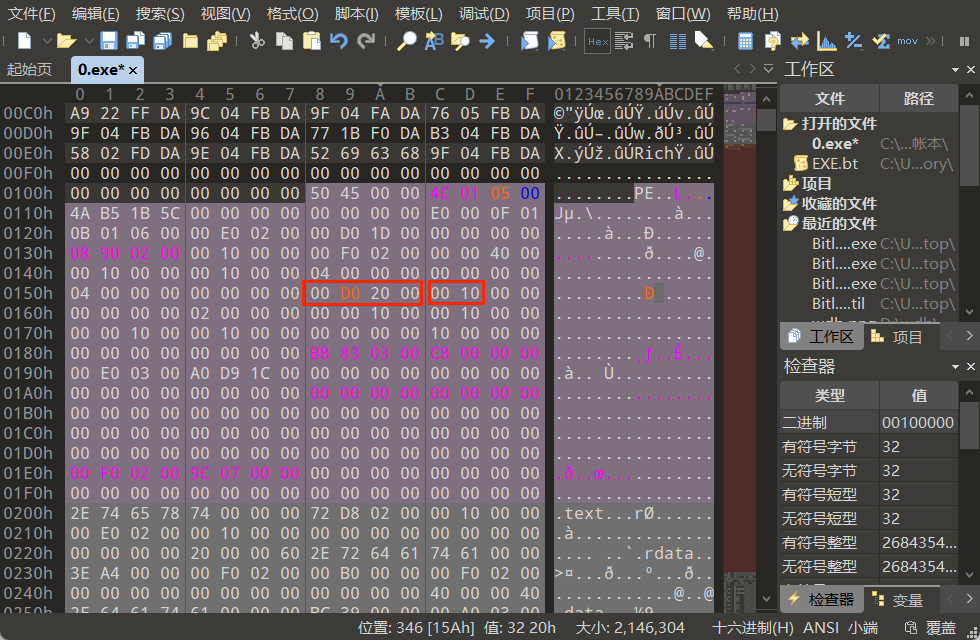 文件(F) 编辑(E) 搜索(S) 视图(V) 格式(O) 脚本(I) 模板(L) 调试(D) 项目(P) 工具(T) 窗口(W) 帮助(H)
Hex mov »
起始页 0.exe* × 工作区
0 1 2 3 4 5 6 7 8 9 A B C D E F 0123456789ABCDEF 文件 路径
00C0h A9 22 FF DA 9C 04 FB DA 9F 04 FA DA 76 05 FB DA ©"ÿÚœ.ûÚŸ.úÚv.ûÚ 打开的文件
00D0h 9F 04 FB DA 96 04 FB DA 77 1B F0 DA B3 04 FB DA Ÿ.ûÚ–.ûÚw.ðÚ³.ûÚ 0.exe* C:\...帐本\
00E0h 58 02 FD DA 9E 04 FB DA 52 69 63 68 9F 04 FB DA X.ýÚž.ûÚRichŸ.ûÚ EXE.bt C:\U...ory\
00F0h 00 00 00 00 00 00 00 00 00 00 00 00 00 00 00 00 ................ 项目
0100h 00 00 00 00 00 00 00 00 50 45 00 00 4C 01 05 00 ........PE..L... 收藏的文件
0110h 4A B5 1B 5C 00 00 00 00 00 00 00 00 E0 00 0F 01 Jµ.\........à... 最近的文件
0120h 0B 01 06 00 00 E0 02 00 00 D0 1D 00 00 00 00 00 .....à...Ð...... Bitl....exe C:\U...top\
0130h 08 90 02 00 00 10 00 00 00 F0 02 00 00 00 40 00 .........ð....@. Bitl....exe C:\U...top\
0140h 00 10 00 00 00 10 00 00 04 00 00 00 00 00 00 00 ................ Bitl....exe C:\U...top\
0150h 04 00 00 00 00 00 00 00 00 D0 20 00 00 10 00 00 .........Ð ..... Bitl....til C:\U...top\
0160h 00 00 00 00 02 00 00 00 00 00 10 00 00 10 00 00 ................
0170h 00 00 10 00 00 10 00 00 00 00 00 00 10 00 00 00 ................ 工作区 项目
0180h 00 00 00 00 00 00 00 00 B8 83 03 00 C8 00 00 00 ........¸ƒ..È... 检查器
0190h 00 E0 03 00 A0 D9 1C 00 00 00 00 00 00 00 00 00 .à.. Ù.......... 类型 值
01A0h 00 00 00 00 00 00 00 00 00 00 00 00 00 00 00 00 ................
01B0h 00 00 00 00 00 00 00 00 00 00 00 00 00 00 00 00 ................ 二进制 00100000
01C0h 00 00 00 00 00 00 00 00 00 00 00 00 00 00 00 00 ................ 有符号字节 32
01D0h 00 00 00 00 00 00 00 00 00 00 00 00 00 00 00 00 ................ 无符号字节 32
01E0h 00 F0 02 00 9C 07 00 00 00 00 00 00 00 00 00 00 .ð..œ........... 有符号短型 32
01F0h 00 00 00 00 00 00 00 00 00 00 00 00 00 00 00 00 ................ 无符号短型 32
0200h 2E 74 65 78 74 00 00 00 72 D8 02 00 00 10 00 00 .text...rØ...... 有符号整型 2684354...
0210h 00 E0 02 00 00 10 00 00 00 00 00 00 00 00 00 00 .à.............. 无符号整型 2684354...
0220h 00 00 00 00 20 00 00 60 2E 72 64 61 74 61 00 00 .... ..`.rdata..
0230h 3E A4 00 00 00 F0 02 00 00 B0 00 00 00 F0 02 00 >¤...ð...°...ð..
0240h 00 00 00 00 00 00 00 00 00 00 00 00 40 00 00 40 ............@..@ 检查器 变量
位置: 346 [15Ah] 值: 32 20h 大小: 2,146,304 十六进制(H) ANSI 小端 覆盖